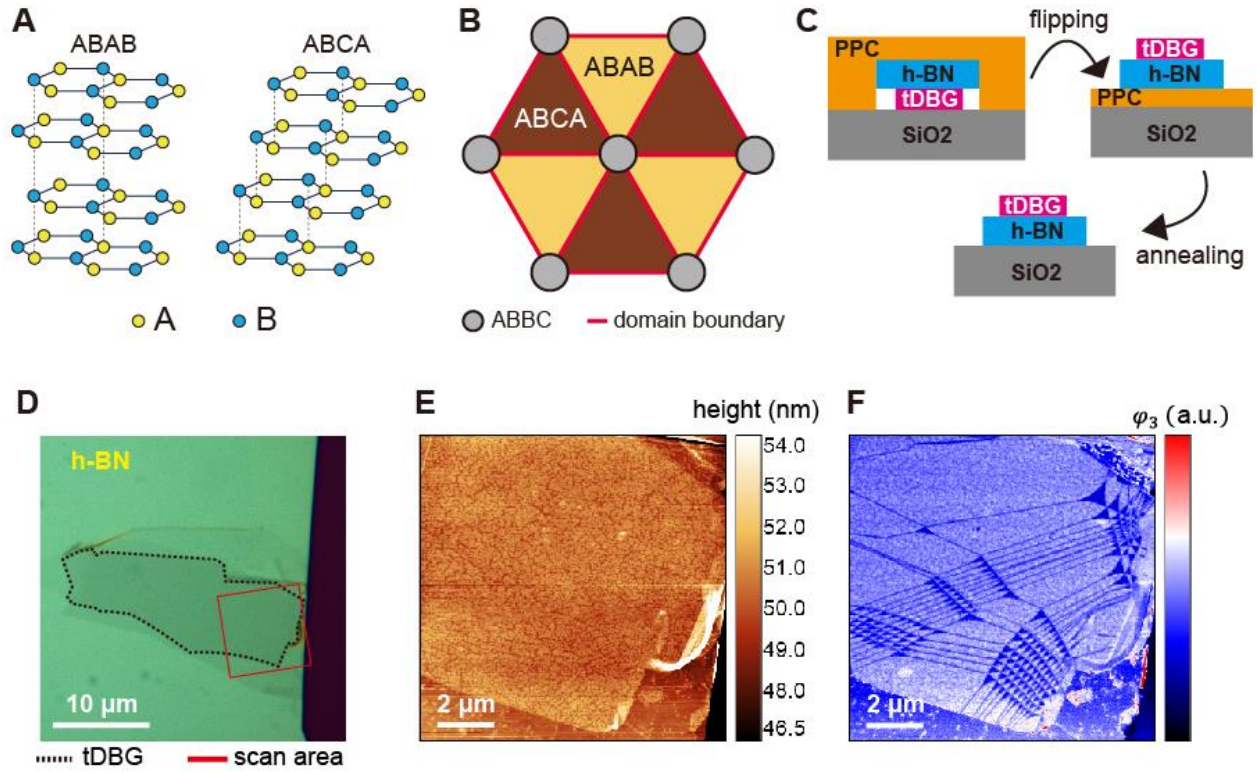 A
ABAB
ABCA
A
B
B
ABAB
ABCA
ABBC
domain boundary
C
flipping
PPC
h-BN
tDBG
SiO2
tDBG
h-BN
PPC
SiO2
annealing
tDBG
h-BN
SiO2
D
h-BN
10 μm
tDBG
scan area
E
height (nm)
54.0
53.0
52.0
51.0
50.0
49.0
48.0
46.5
2 μm
F
φ₃ (a.u.)
2 μm